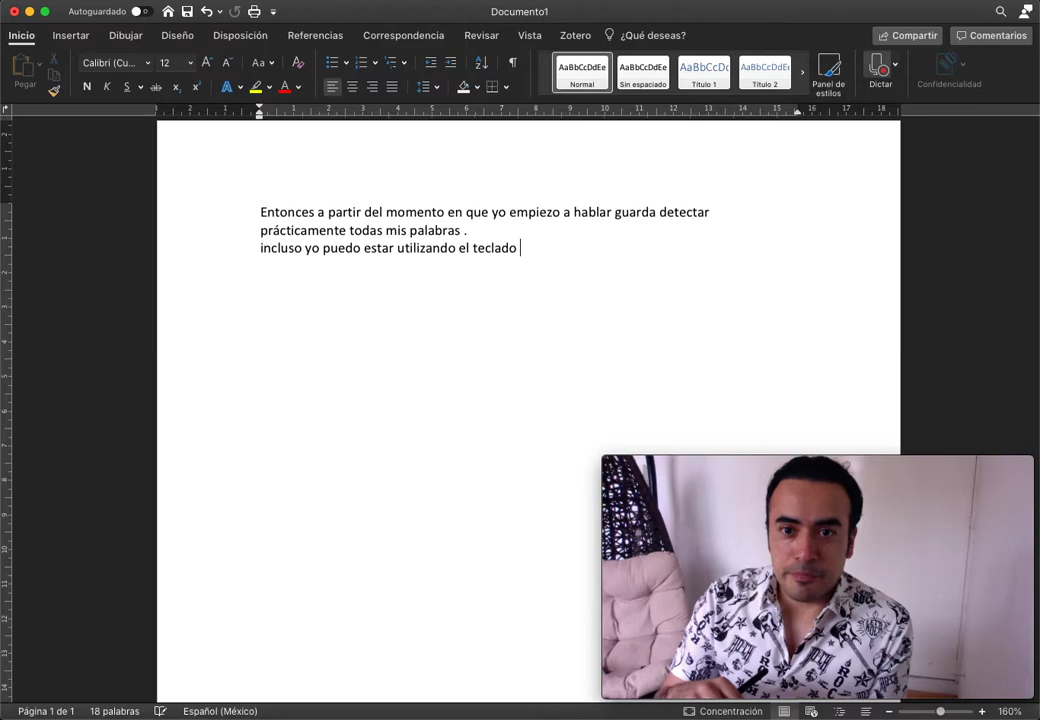 Autoguardado
Documento1
Inicio Insertar Dibujar Diseño Disposición Referencias Correspondencia Revisar Vista Zotero ¿Qué deseas? Compartir Comentarios
Pegar
Calibri (Cu... 12
AaBbCcDdEe Normal
AaBbCcDdEe Sin espaciado
AaBbCcDc Título 1
AaBbCcDdEe Título 2
Panel de estilos
Dictar
Confidencialidad
Entonces a partir del momento en que yo empiezo a hablar guarda detectar
prácticamente todas mis palabras .
incluso yo puedo estar utilizando el teclado
Página 1 de 1 18 palabras Español (México) Concentración 160%